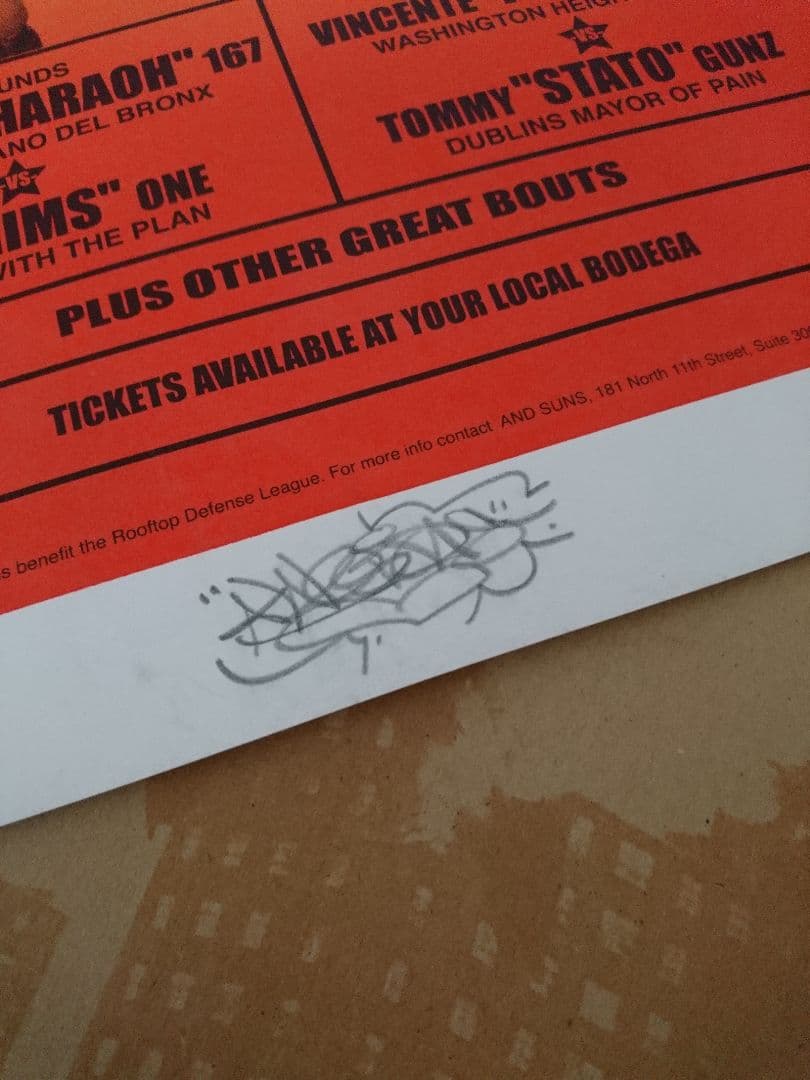 UNDS
HARAOH" 167
ANO DEL BRONX
-VS-
IMS" ONE
WITH THE PLAN
VINCENTE
WASHINGTON HEIGH
-VS-
TOMMY "STATO" GUNZ
DUBLINS MAYOR OF PAIN
PLUS OTHER GREAT BOUTS
TICKETS AVAILABLE AT YOUR LOCAL BODEGA
s benefit the Rooftop Defense League. For more info contact AND SUNS, 181 North 11th Street, Suite 30